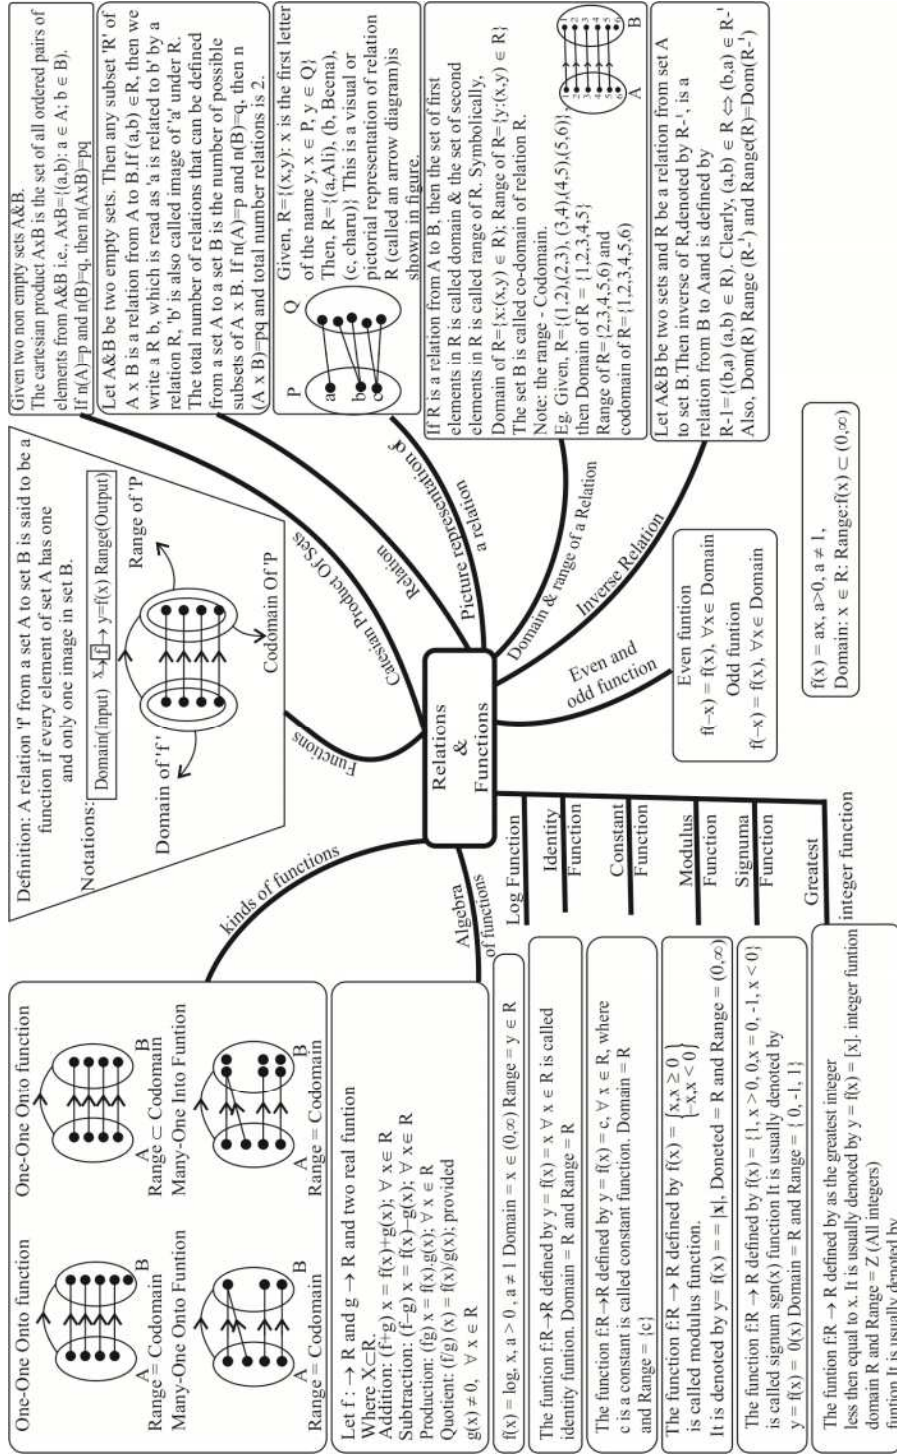 One-One Onto function
One-One Onto function
A
B
A
B
Range = Codomain
Range ⊂ Codomain
Many-One Onto Funtion
Many-One Into Funtion
A
B
A
B
Range = Codomain
Range = Codomain
kinds of functions
Definition: A relation 'f' from a set A to set B is said to be a
function if every element of set A has one
and only one image in set B.
Notations:
Domain(Input) x→ f → y=f(x) Range(Output)
Domain of 'f'
Range of 'P
Codomain Of 'P
Functions
Given two non empty sets A&B.
The cartesian product AxB is the set of all ordered pairs of
elements from A&B i.e., AxB={(a,b): a ∈ A; b ∈ B}.
If n(A)=p and n(B)=q, then n(AxB)=pq
Catesian Product Of Sets
Let A&B be two empty sets. Then any subset 'R' of
A x B is a relation from A to B.If (a,b) ∈R, then we
write a R b, which is read as 'a is related to b' by a
relation R, 'b' is also called image of 'a' under R.
The total number of relations that can be defined
from a set A to a set B is the number of possible
subsets of A x B. If n(A)=p and n(B)=q, then n
(A x B)=pq and total number relations is 2.
Relation
P
Q
a
b
c
Given, R={(x,y): x is the first letter
of the name y, x ∈ P, y ∈ Q}
Then, R={(a,Ali), (b, Beena),
(c, charu)} This is a visual or
pictorial representation of relation
R (called an arrow diagram)is
shown in figure.
Picture representation of
a relation
If R is a relation from A to B, then the set of first
elements in R is called domain & the set of second
elements in R is called range of R. Symbolically,
Domain of R={x:(x,y) ∈ R); Range of R={y:(x,y) ∈ R}
The set B is called co-domain of relation R.
Note: the range - Codomain.
Eg. Given, R={(1,2)(2,3), (3,4),(4,5),(5,6)},
then Domain of R = {1,2,3,4,5}
Range of R={2,3,4,5,6) and
codomain of R={1,2,3,4,5,6)
A
B
1
2
3
4
5
6
1
2
3
4
5
6
Domain & range of a Relation
Let A&B be two sets and R be a relation from set A
to set B.Then inverse of R,denoted by R-¹, is a
relation from B to Aand is defined by
R-1={(b,a) (a,b) ∈ R). Clearly, (a,b) ∈ R ⇔ (b,a) ∈ R-¹
Also, Dom(R) Range (R-¹) and Range(R)=Dom(R-¹)
Inverse Relation
Relations
&
Functions
Even and
odd function
Even funtion
f(−x) = f(x), ∀x ∈ Domain
Odd funtion
f(−x) = f(x), ∀x∈ Domain
f(x) = ax, a>0, a ≠ 1,
Domain: x ∈ R: Range:f(x) ⊂ (0,∞)
Algebra
of functions
Let f : → R and g → R and two real funtion
Where X⊂R.
Addition: (f+g) x = f(x)+g(x); ∀ x∈ R
Subtraction: (f–g) x = f(x)–g(x); ∀ x∈ R
Production: (fg) x = f(x).g(x); ∀ x ∈ R
Quotient: (f/g) (x) = f(x)/g(x); provided
g(x) ≠ 0, ∀ x ∈ R
Log Function
f(x) = log, x, a > 0 , a ≠ 1 Domain = x ∈ (0,∞) Range = y ∈ R
Identity
Function
The funtion f:R→R defined by y = f(x) = x ∀ x ∈ R is called
identity funtion. Domain = R and Range = R
Constant
Function
The function f:R→R defined by y = f(x) = c, ∀ x ∈ R, where
c is a constant is called constant function. Domain = R
and Range = {c}
Modulus
Function
The function f:R → R defined by f(x) = {x,x ≥ 0
−x,x < 0}
is called modulus function.
It is denoted by y= f(x) = = |x|, Doneted = R and Range = (0,∞)
Signuma
Function
The function f:R → R defined by f(x) = {1, x > 0, 0,x = 0, -1, x < 0}
is called signum sgn(x) function It is usually denoted by
y = f(x) = 0(x) Domain = R and Range = { 0, -1, 1}
Greatest
integer function
The funtion f:R → R defined by as the greatest integer
less then equal to x. It is usually denoted by y = f(x) = [x]. integer funtion
domain R and Range = Z (All integers)
funtion It is usually denoted by